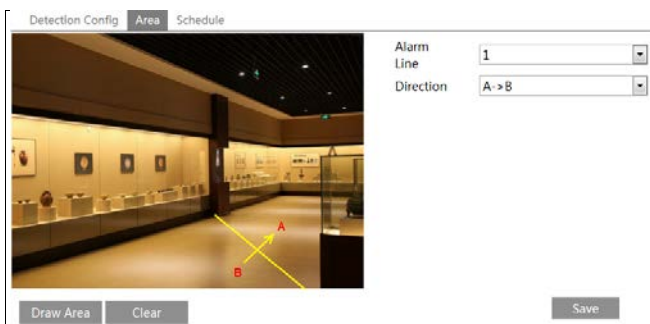 Detection Config Area Schedule
Alarm Line 1
Direction A->B
A
B
Draw Area Clear Save